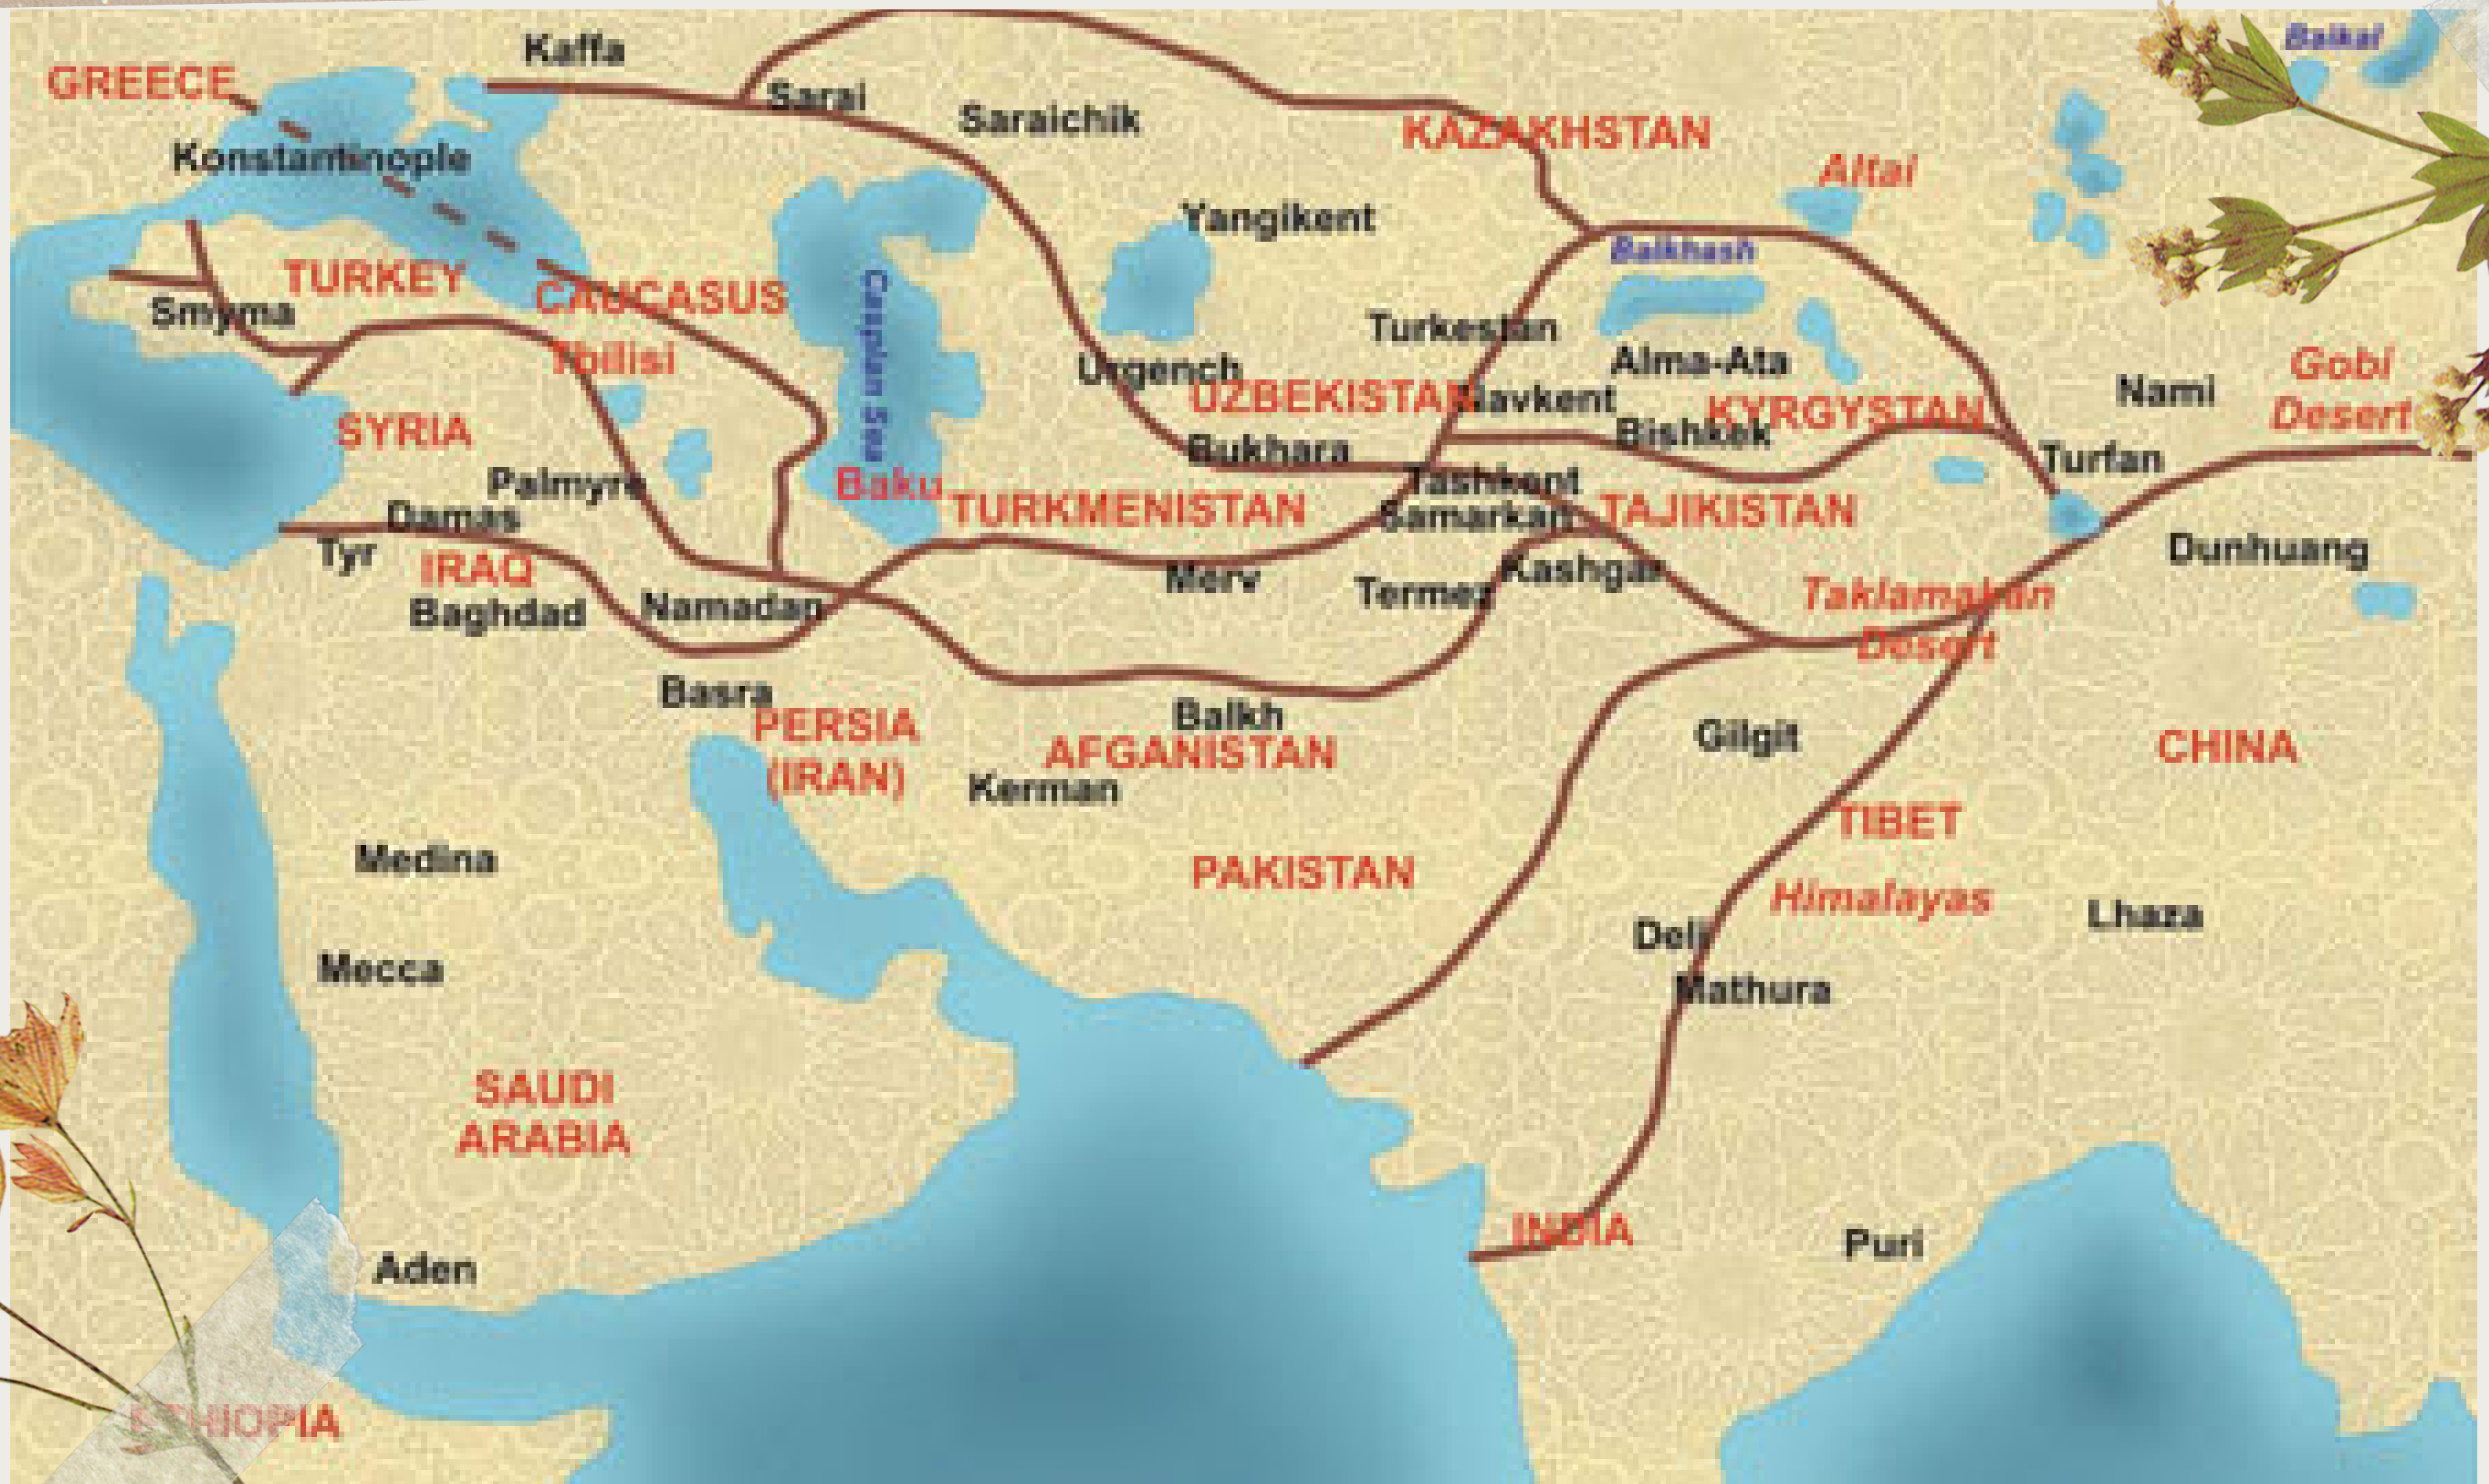 Kaffa
Baikal
GREECE
Sarai
Saraichik
KAZAKHSTAN
Konstantinople
Altai
Yangikent
Balkhash
TURKEY
CAUCASUS
Caspian Sea
Smyrna
Turkestan
Tbilisi
Urgench
Alma-Ata
Gobi
Desert
Nami
UZBEKISTAN
Navkent
KYRGYSTAN
SYRIA
Bishkek
Bukhara
Turfan
Palmyre
Baku
Tashkent
TURKMENISTAN
Samarkan
TAJIKISTAN
Damas
Tyr
Dunhuang
IRAQ
Merv
Termez
Kashgar
Baghdad
Namadan
Taklamakan
Desert
Basra
PERSIA
(IRAN)
Balkh
AFGANISTAN
Gilgit
CHINA
Kerman
TIBET
Medina
PAKISTAN
Himalayas
Lhaza
Deli
Mecca
Mathura
SAUDI
ARABIA
INDIA
Puri
Aden
ETHIOPIA